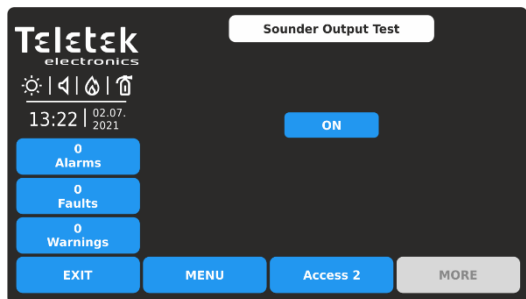 Teletek
electronics
13:22
02.07.
2021
0
Alarms
0
Faults
0
Warnings
Sounder Output Test
ON
EXIT
MENU
Access 2
MORE